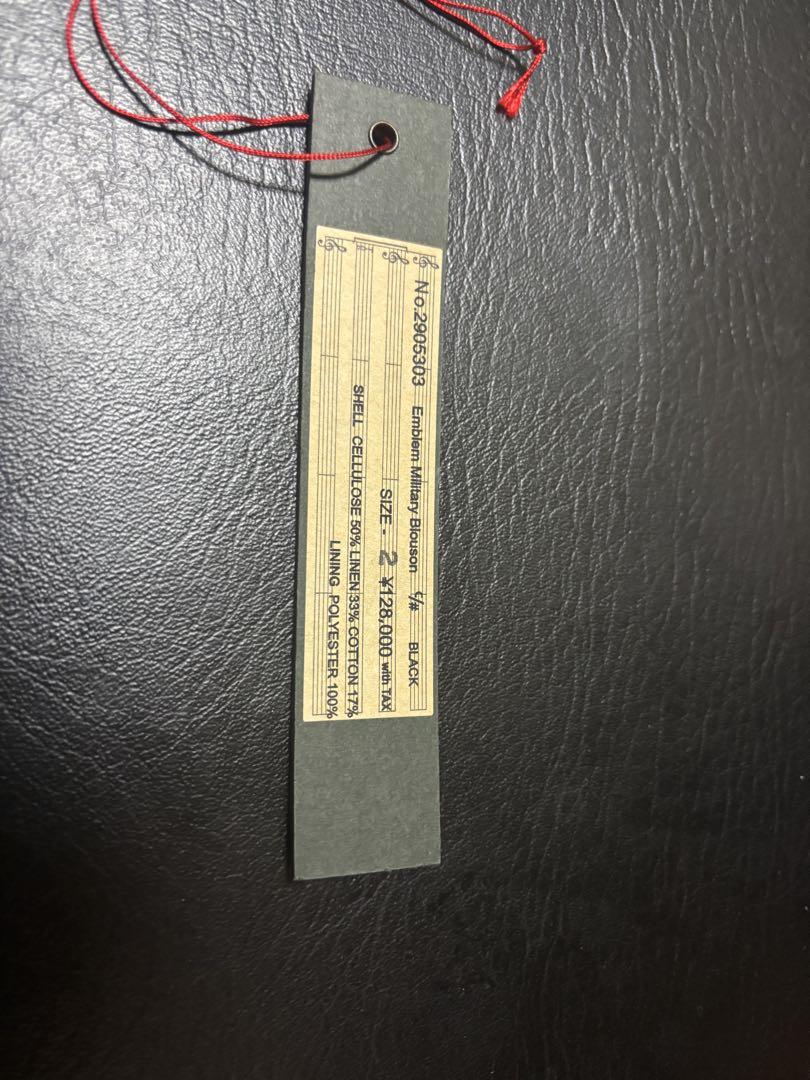 No.2905303 Emblem Military Blouson c/# BLACK
SIZE - 2 ¥128,000 with TAX
SHELL CELLULOSE 50% LINEN 33% COTTON 17%
LINING POLYESTER 100%